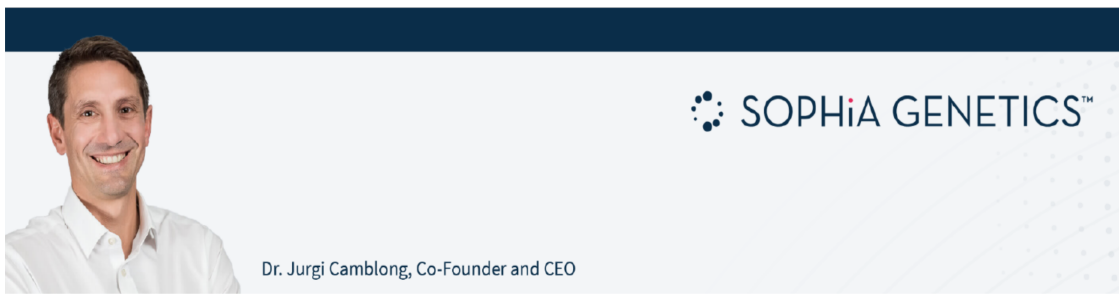 SOPHiA GENETICS™
Dr. Jurgi Camblong, Co-Founder and CEO